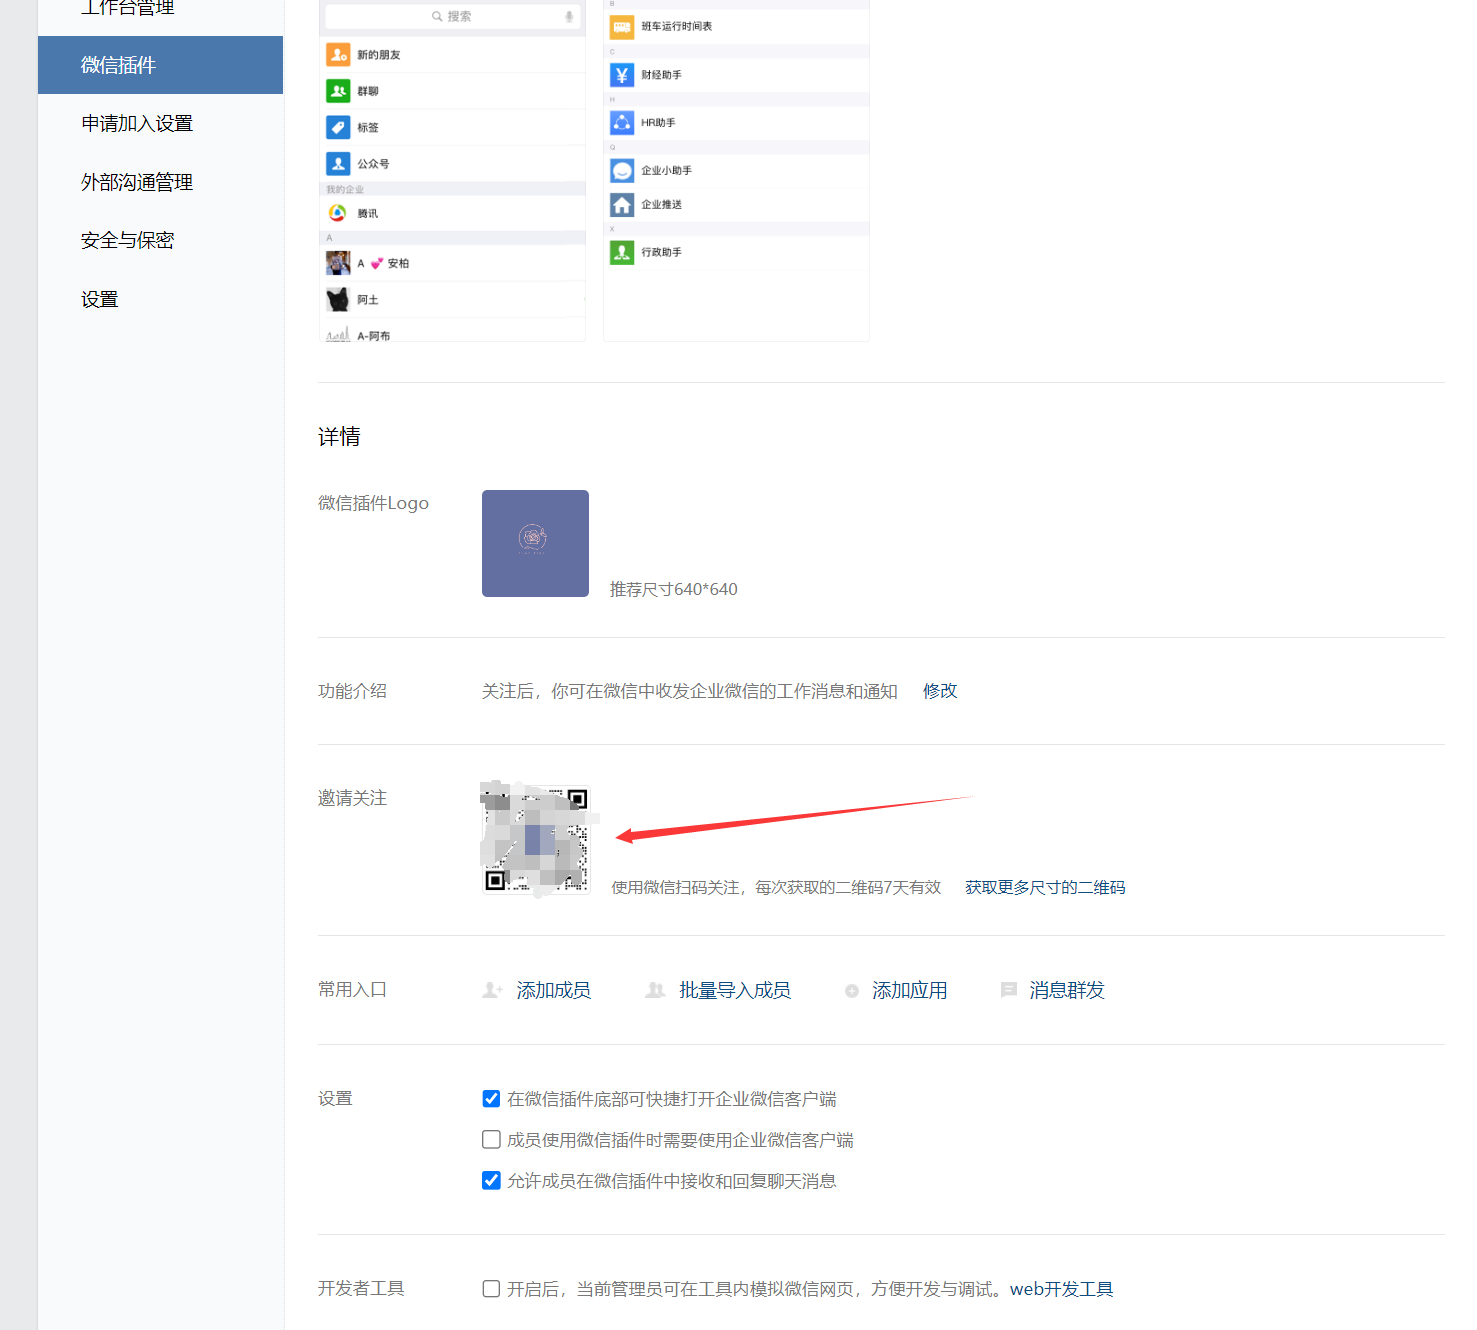 工作台管理
微信插件
申请加入设置
外部沟通管理
安全与保密
设置
搜索
新的朋友
群聊
标签
公众号
我的企业
腾讯
A
A 💕 安柏
阿土
A-阿布
B
班车运行时间表
C
财经助手
H
HR助手
Q
企业小助手
企业推送
X
行政助手
详情
微信插件Logo
推荐尺寸640*640
功能介绍
关注后，你可在微信中收发企业微信的工作消息和通知 修改
邀请关注
使用微信扫码关注，每次获取的二维码7天有效 获取更多尺寸的二维码
常用入口
添加成员 批量导入成员 添加应用 消息群发
设置
在微信插件底部可快捷打开企业微信客户端
成员使用微信插件时需要使用企业微信客户端
允许成员在微信插件中接收和回复聊天消息
开发者工具
开启后，当前管理员可在工具内模拟微信网页，方便开发与调试。web开发工具